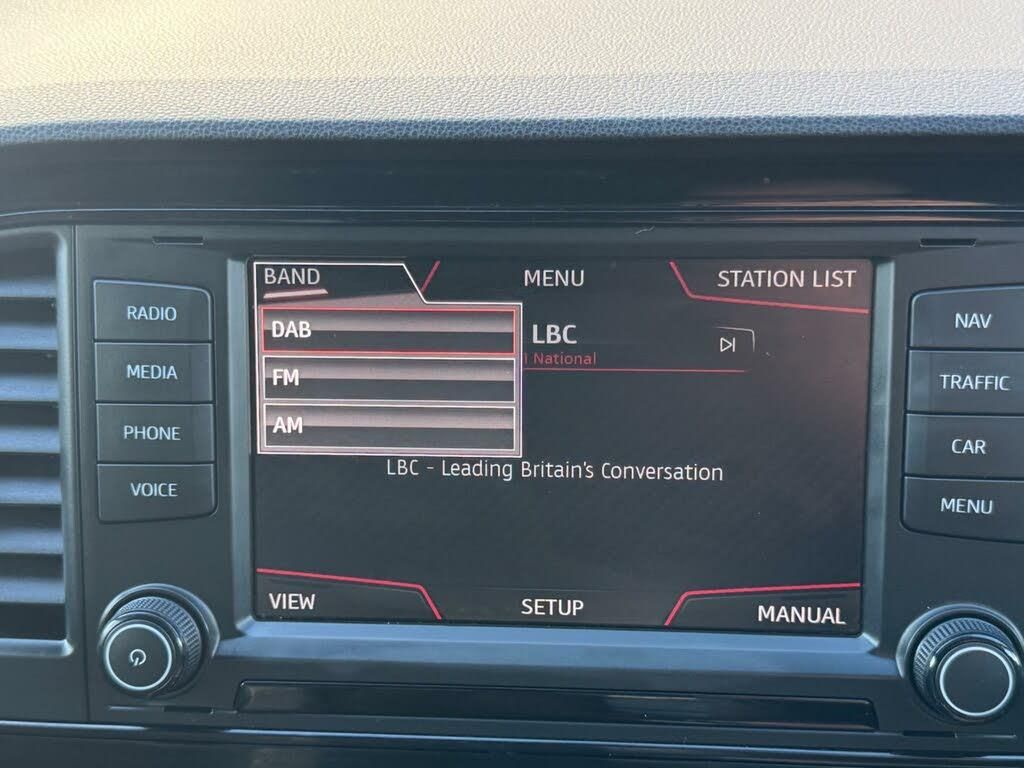 BAND
MENU
STATION LIST
DAB
FM
AM
LBC
1 National
LBC - Leading Britain's Conversation
VIEW
SETUP
MANUAL
RADIO
MEDIA
PHONE
VOICE
NAV
TRAFFIC
CAR
MENU